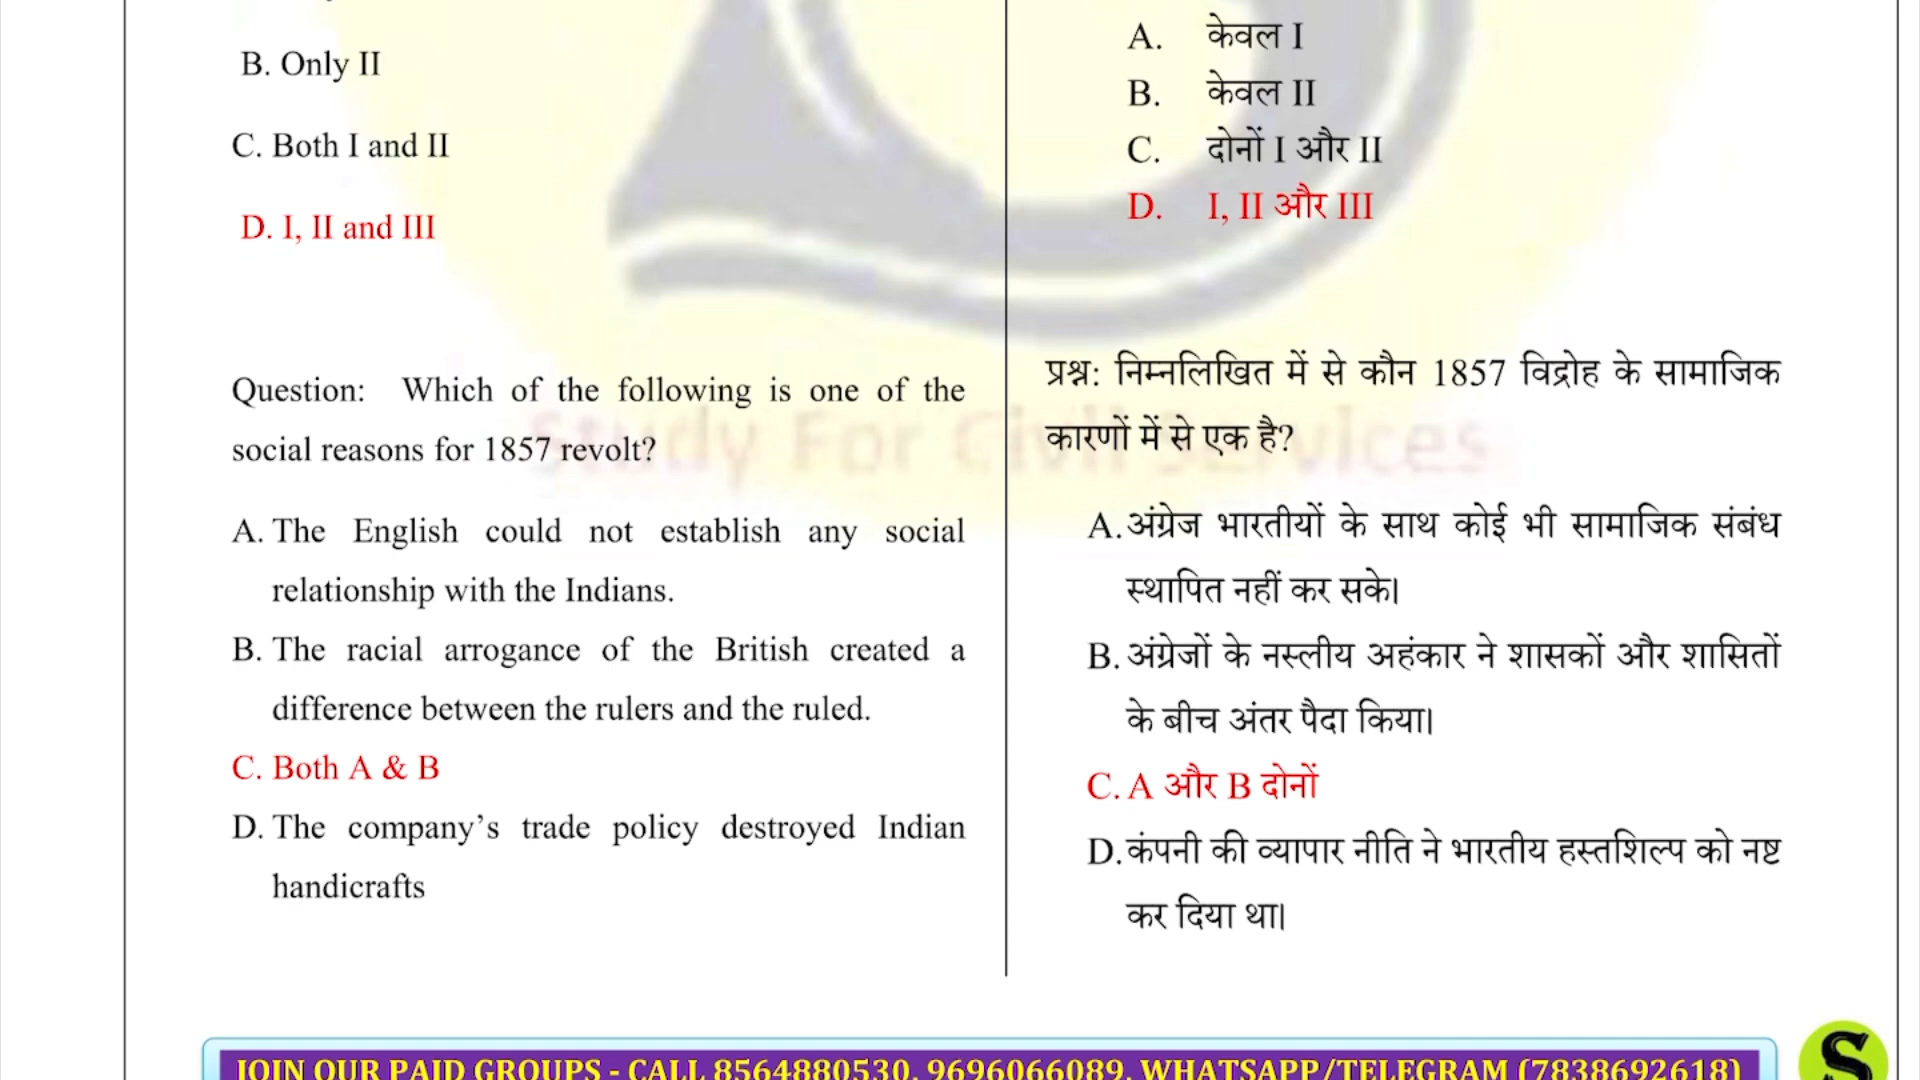 B. Only II
C. Both I and II
D. I, II and III
Question: Which of the following is one of the
social reasons for 1857 revolt?
A. The English could not establish any social
relationship with the Indians.
B. The racial arrogance of the British created a
difference between the rulers and the ruled.
C. Both A & B
D. The company’s trade policy destroyed Indian
handicrafts
A. केवल I
B. केवल II
C. दोनों I और II
D. I, II और III
प्रश्न: निम्नलिखित में से कौन 1857 विद्रोह के सामाजिक
कारणों में से एक है?
A. अंग्रेज भारतीयों के साथ कोई भी सामाजिक संबंध
स्थापित नहीं कर सके।
B. अंग्रेजों के नस्लीय अहंकार ने शासकों और शासितों
के बीच अंतर पैदा किया।
C. A और B दोनों
D. कंपनी की व्यापार नीति ने भारतीय हस्तशिल्प को नष्ट
कर दिया था।
Study For Civil Services
JOIN OUR PAID GROUPS - CALL 8564880530, 9696066089, WHATSAPP/TELEGRAM (7838692618)
S